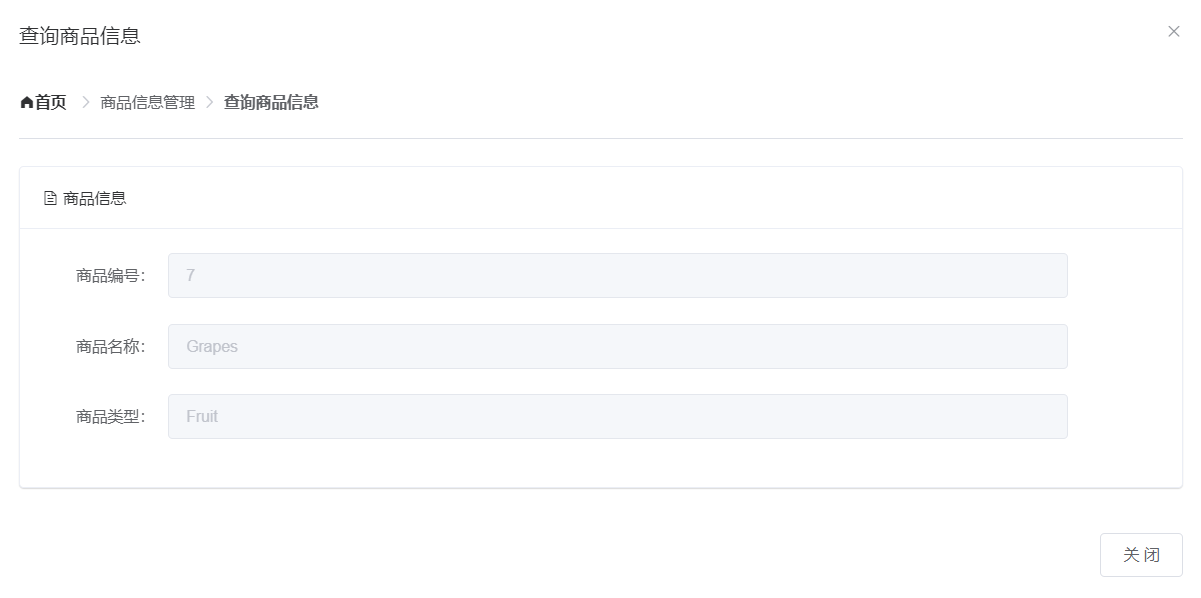 查询商品信息
首页 商品信息管理 查询商品信息
商品信息
商品编号： 7
商品名称： Grapes
商品类型： Fruit
关 闭